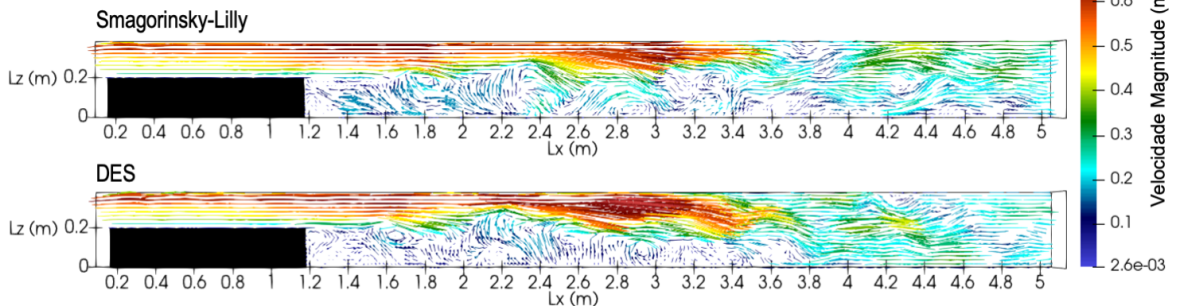 Smagorinsky-Lilly
Lz (m) 0.2
0
0.2 0.4 0.6 0.8 1 1.2 1.4 1.6 1.8 2 2.2 2.4 2.6 2.8 3 3.2 3.4 3.6 3.8 4 4.2 4.4 4.6 4.8 5
Lx (m)
DES
Lz (m) 0.2
0
0.2 0.4 0.6 0.8 1 1.2 1.4 1.6 1.8 2 2.2 2.4 2.6 2.8 3 3.2 3.4 3.6 3.8 4 4.2 4.4 4.6 4.8 5
Lx (m)
0.6
0.5
0.4
0.3
0.2
0.1
2.6e-03
Velocidade Magnitude